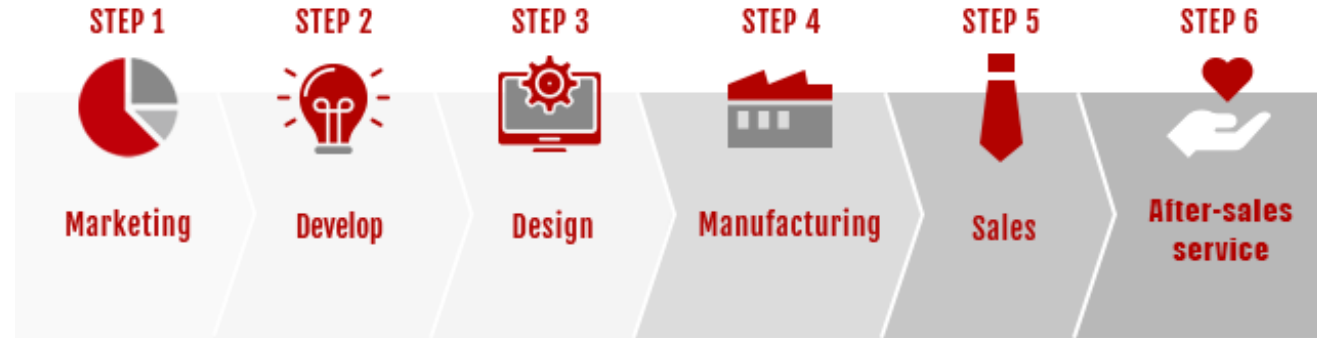 STEP 1
Marketing
STEP 2
Develop
STEP 3
Design
STEP 4
Manufacturing
STEP 5
Sales
STEP 6
After-sales
service